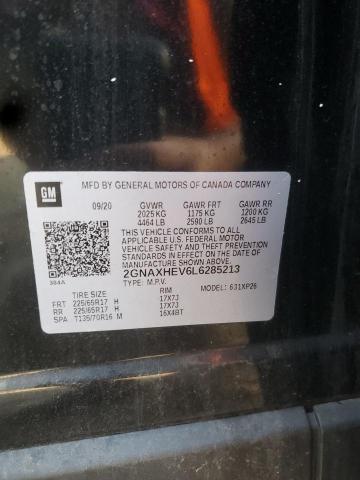 GM
MFD BY GENERAL MOTORS OF CANADA COMPANY
09/20 GVWR GAWR FRT GAWR RR
2025 KG 1175 KG 1200 KG
4464 LB 2590 LB 2645 LB
THIS VEHICLE CONFORMS TO ALL APPLICABLE
U.S. FEDERAL MOTOR
VEHICLE SAFETY AND THEFT PREVENTION
STANDARDS IN EFFECT ON THE DATE OF
MANUFACTURE SHOWN ABOVE.
2GNAXHEV6L6285213
384A TYPE: M.P.V. MODEL: 631XP26
TIRE SIZE RIM
FRT 225/65R17 H 17X7J
RR 225/65R17 H 17X7J
SPA T135/70R16 M 16X4BT